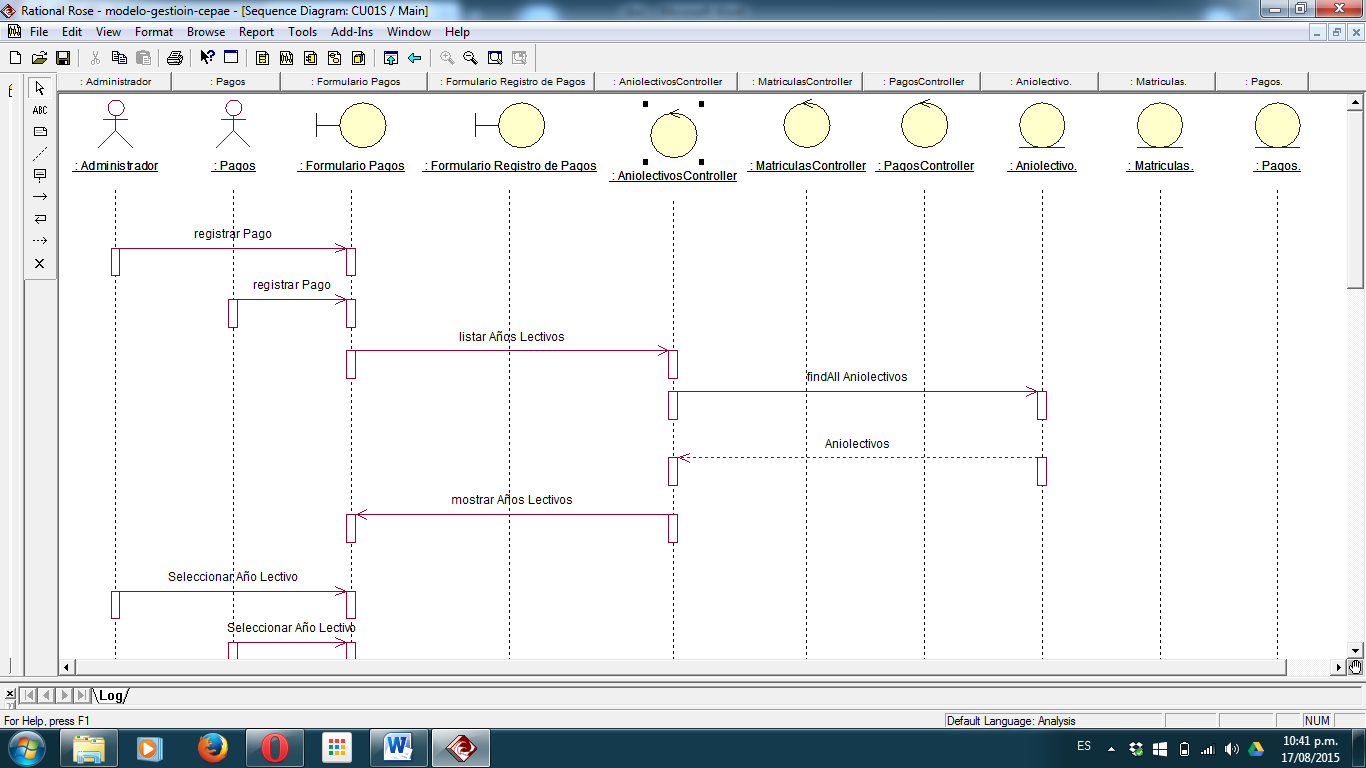 Rational Rose - modelo-gestioin-cepae - [Sequence Diagram: CU01S / Main]
File Edit View Format Browse Report Tools Add-Ins Window Help
ABC
: Administrador : Pagos : Formulario Pagos : Formulario Registro de Pagos : AniolectivosController : MatriculasController : PagosController : Aniolectivo. : Matriculas. : Pagos.
: Administrador : Pagos : Formulario Pagos : Formulario Registro de Pagos : AniolectivosController : MatriculasController : PagosController : Aniolectivo. : Matriculas. : Pagos.
registrar Pago
registrar Pago
listar Años Lectivos
findAll Aniolectivos
Aniolectivos
mostrar Años Lectivos
Seleccionar Año Lectivo
Seleccionar Año Lectivo
Log
For Help, press F1
Default Language: Analysis
NUM
ES
10:41 p.m.
17/08/2015